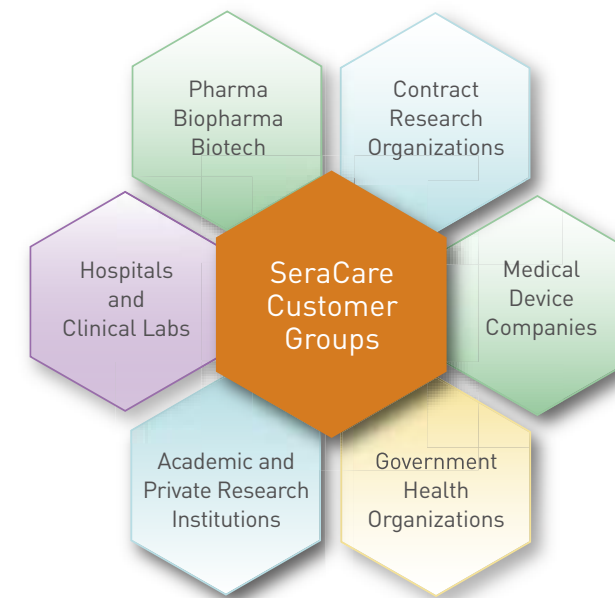 Pharma
Biopharma
Biotech
Contract
Research
Organizations
Hospitals
and
Clinical Labs
SeraCare
Customer
Groups
Medical
Device
Companies
Academic and
Private Research
Institutions
Government
Health
Organizations